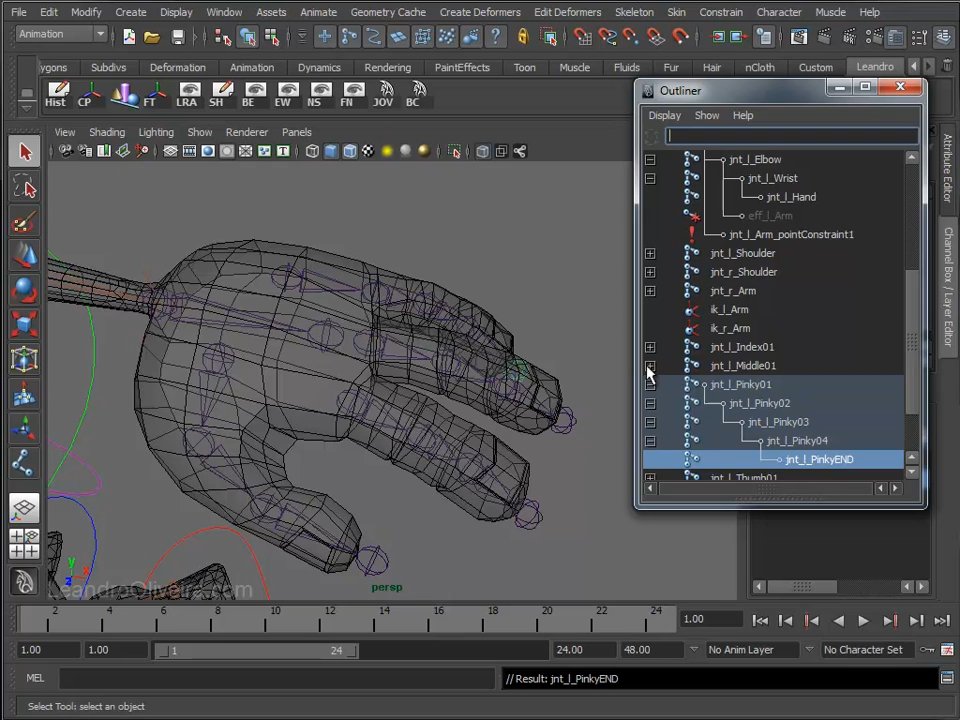 File Edit Modify Create Display Window Assets Animate Geometry Cache Create Deformers Edit Deformers Skeleton Skin Constrain Character Muscle Help
Animation
ygons Subdivs Deformation Animation Dynamics Rendering PaintEffects Toon Muscle Fluids Fur Hair nCloth Custom Leandro
Hist CP FT LRA SH BE EW NS FN JOV BC
View Shading Lighting Show Renderer Panels
Outliner
Display Show Help
jnt_l_Elbow
jnt_l_Wrist
jnt_l_Hand
eff_l_Arm
jnt_l_Arm_pointConstraint1
jnt_l_Shoulder
jnt_r_Shoulder
jnt_r_Arm
ik_l_Arm
ik_r_Arm
jnt_l_Index01
jnt_l_Middle01
jnt_l_Pinky01
jnt_l_Pinky02
jnt_l_Pinky03
jnt_l_Pinky04
jnt_l_PinkyEND
jnt_l_Thumb01
Attribute Editor
Channel Box / Layer Editor
y
x
z
persp
LeandroOliveira.com
2 4 6 8 10 12 14 16 18 20 22 24
1.00
1.00 1.00 1 24 24.00 48.00 No Anim Layer No Character Set
MEL
// Result: jnt_l_PinkyEND
Select Tool: select an object